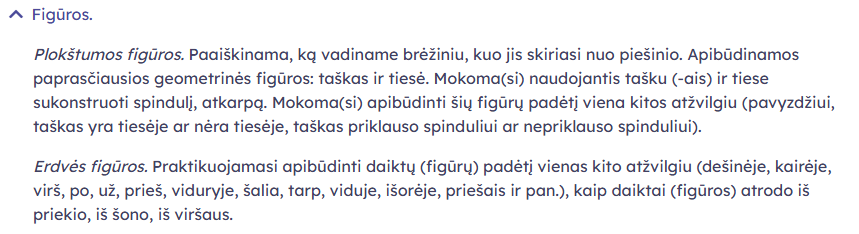 Figūros.
Plokštumos figūros. Paaiškinama, ką vadiname brėžiniu, kuo jis skiriasi nuo piešinio. Apibūdinamos
paprasčiausios geometrinės figūros: taškas ir tiesė. Mokoma(si) naudojantis tašku (-ais) ir tiese
sukonstruoti spindulį, atkarpą. Mokoma(si) apibūdinti šių figūrų padėtį viena kitos atžvilgiu (pavyzdžiui,
taškas yra tiesėje ar nėra tiesėje, taškas priklauso spinduliui ar nepriklauso spinduliui).
Erdvės figūros. Praktikuojamasi apibūdinti daiktų (figūrų) padėtį vienas kito atžvilgiu (dešinėje, kairėje,
virš, po, už, prieš, viduryje, šalia, tarp, viduje, išorėje, priešais ir pan.), kaip daiktai (figūros) atrodo iš
priekio, iš šono, iš viršaus.